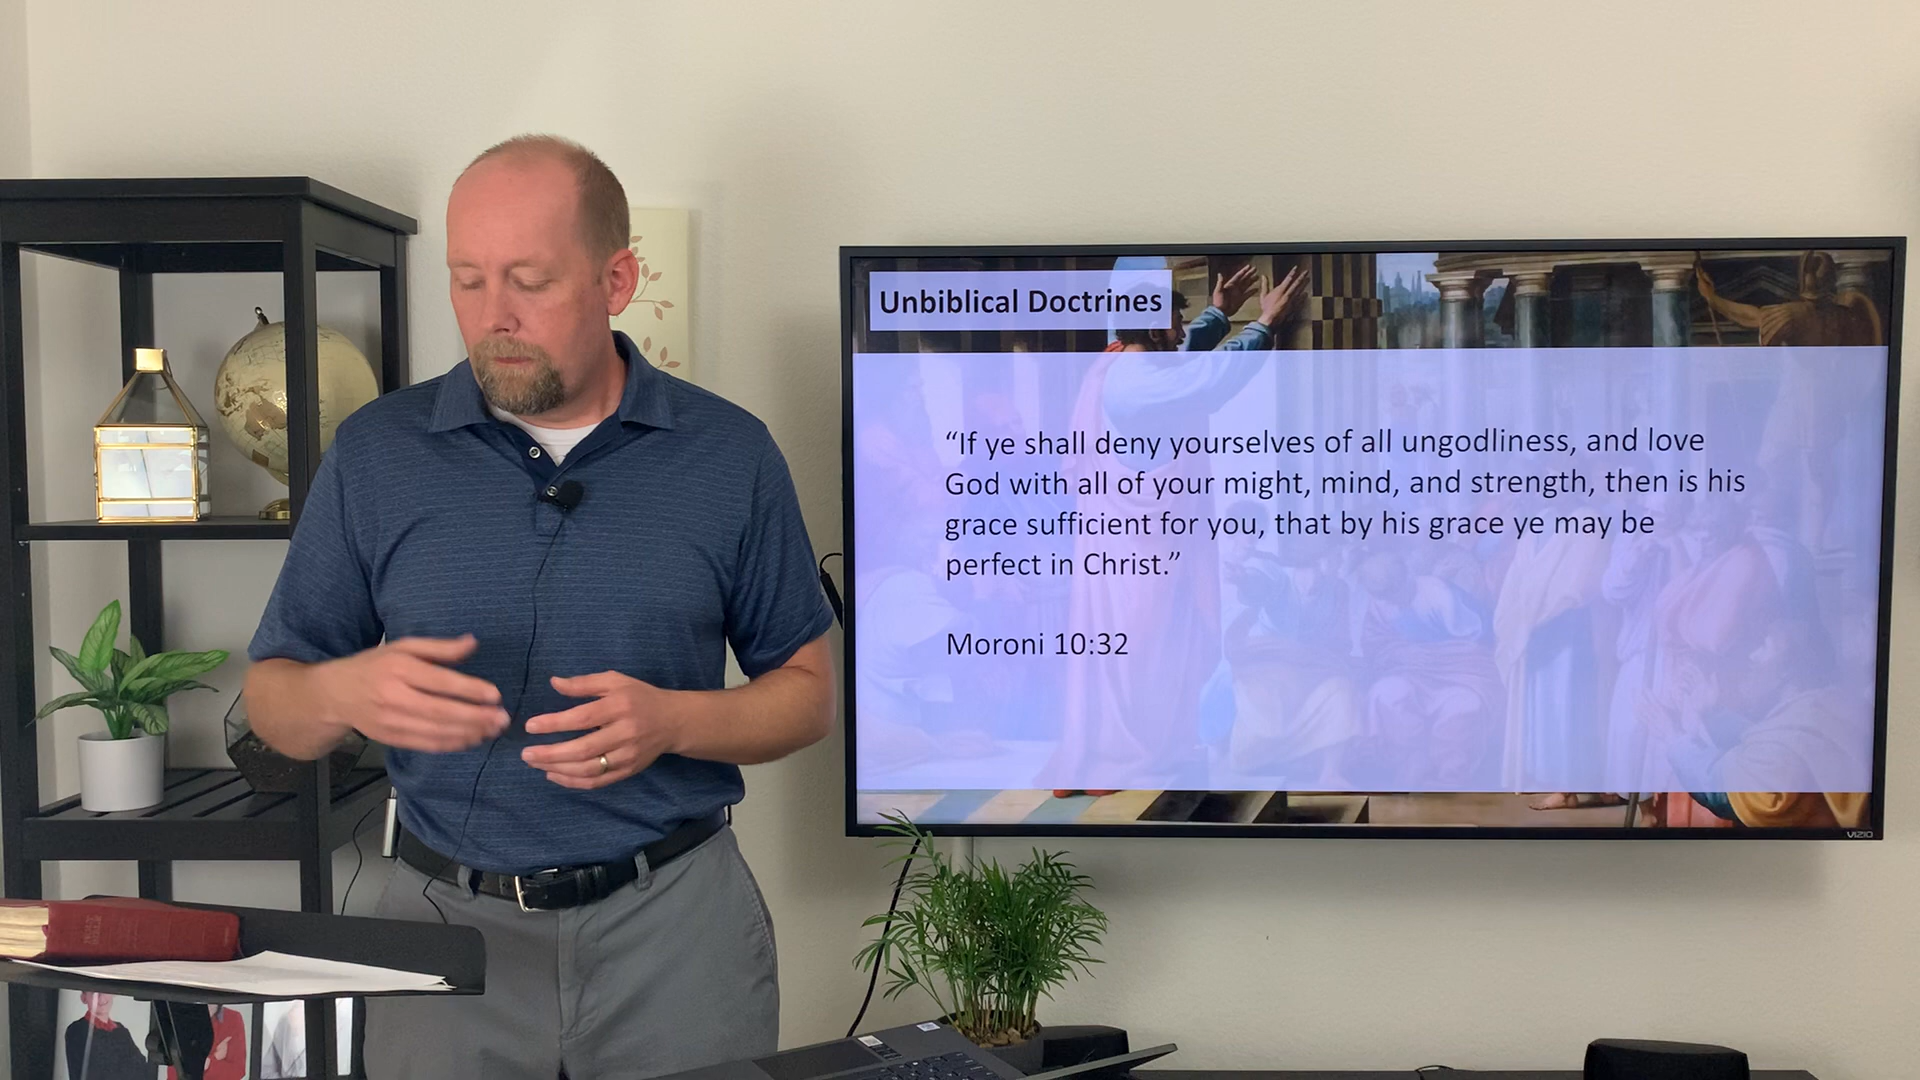 Unbiblical Doctrines
“If ye shall deny yourselves of all ungodliness, and love
God with all of your might, mind, and strength, then is his
grace sufficient for you, that by his grace ye may be
perfect in Christ.”
Moroni 10:32
VIZIO
HOLY
BIBLE